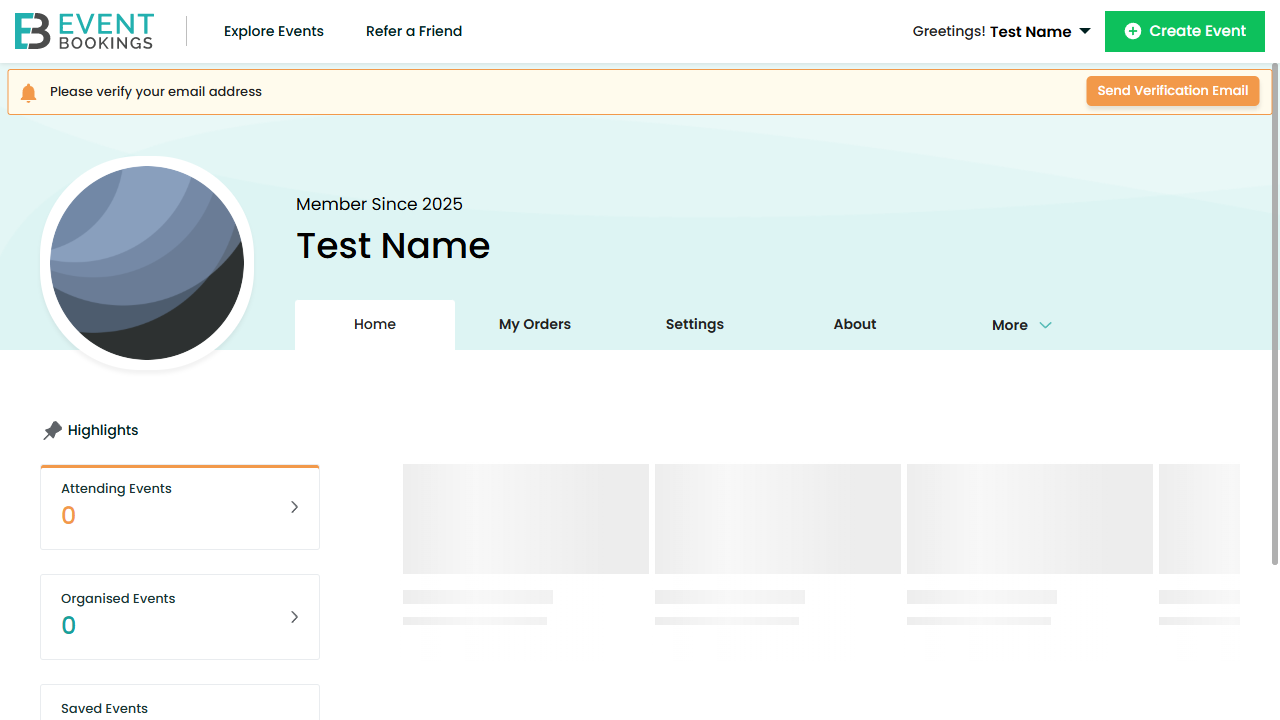 EVENT
BOOKINGS
Explore Events
Refer a Friend
Greetings! Test Name
Create Event
Please verify your email address
Send Verification Email
Member Since 2025
Test Name
Home
My Orders
Settings
About
More
Highlights
Attending Events
0
Organised Events
0
Saved Events